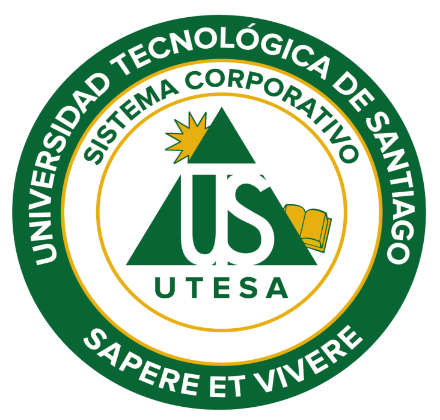 UNIVERSIDAD TECNOLÓGICA DE SANTIAGO
SISTEMA CORPORATIVO
US
UTESA
SAPERE ET VIVERE